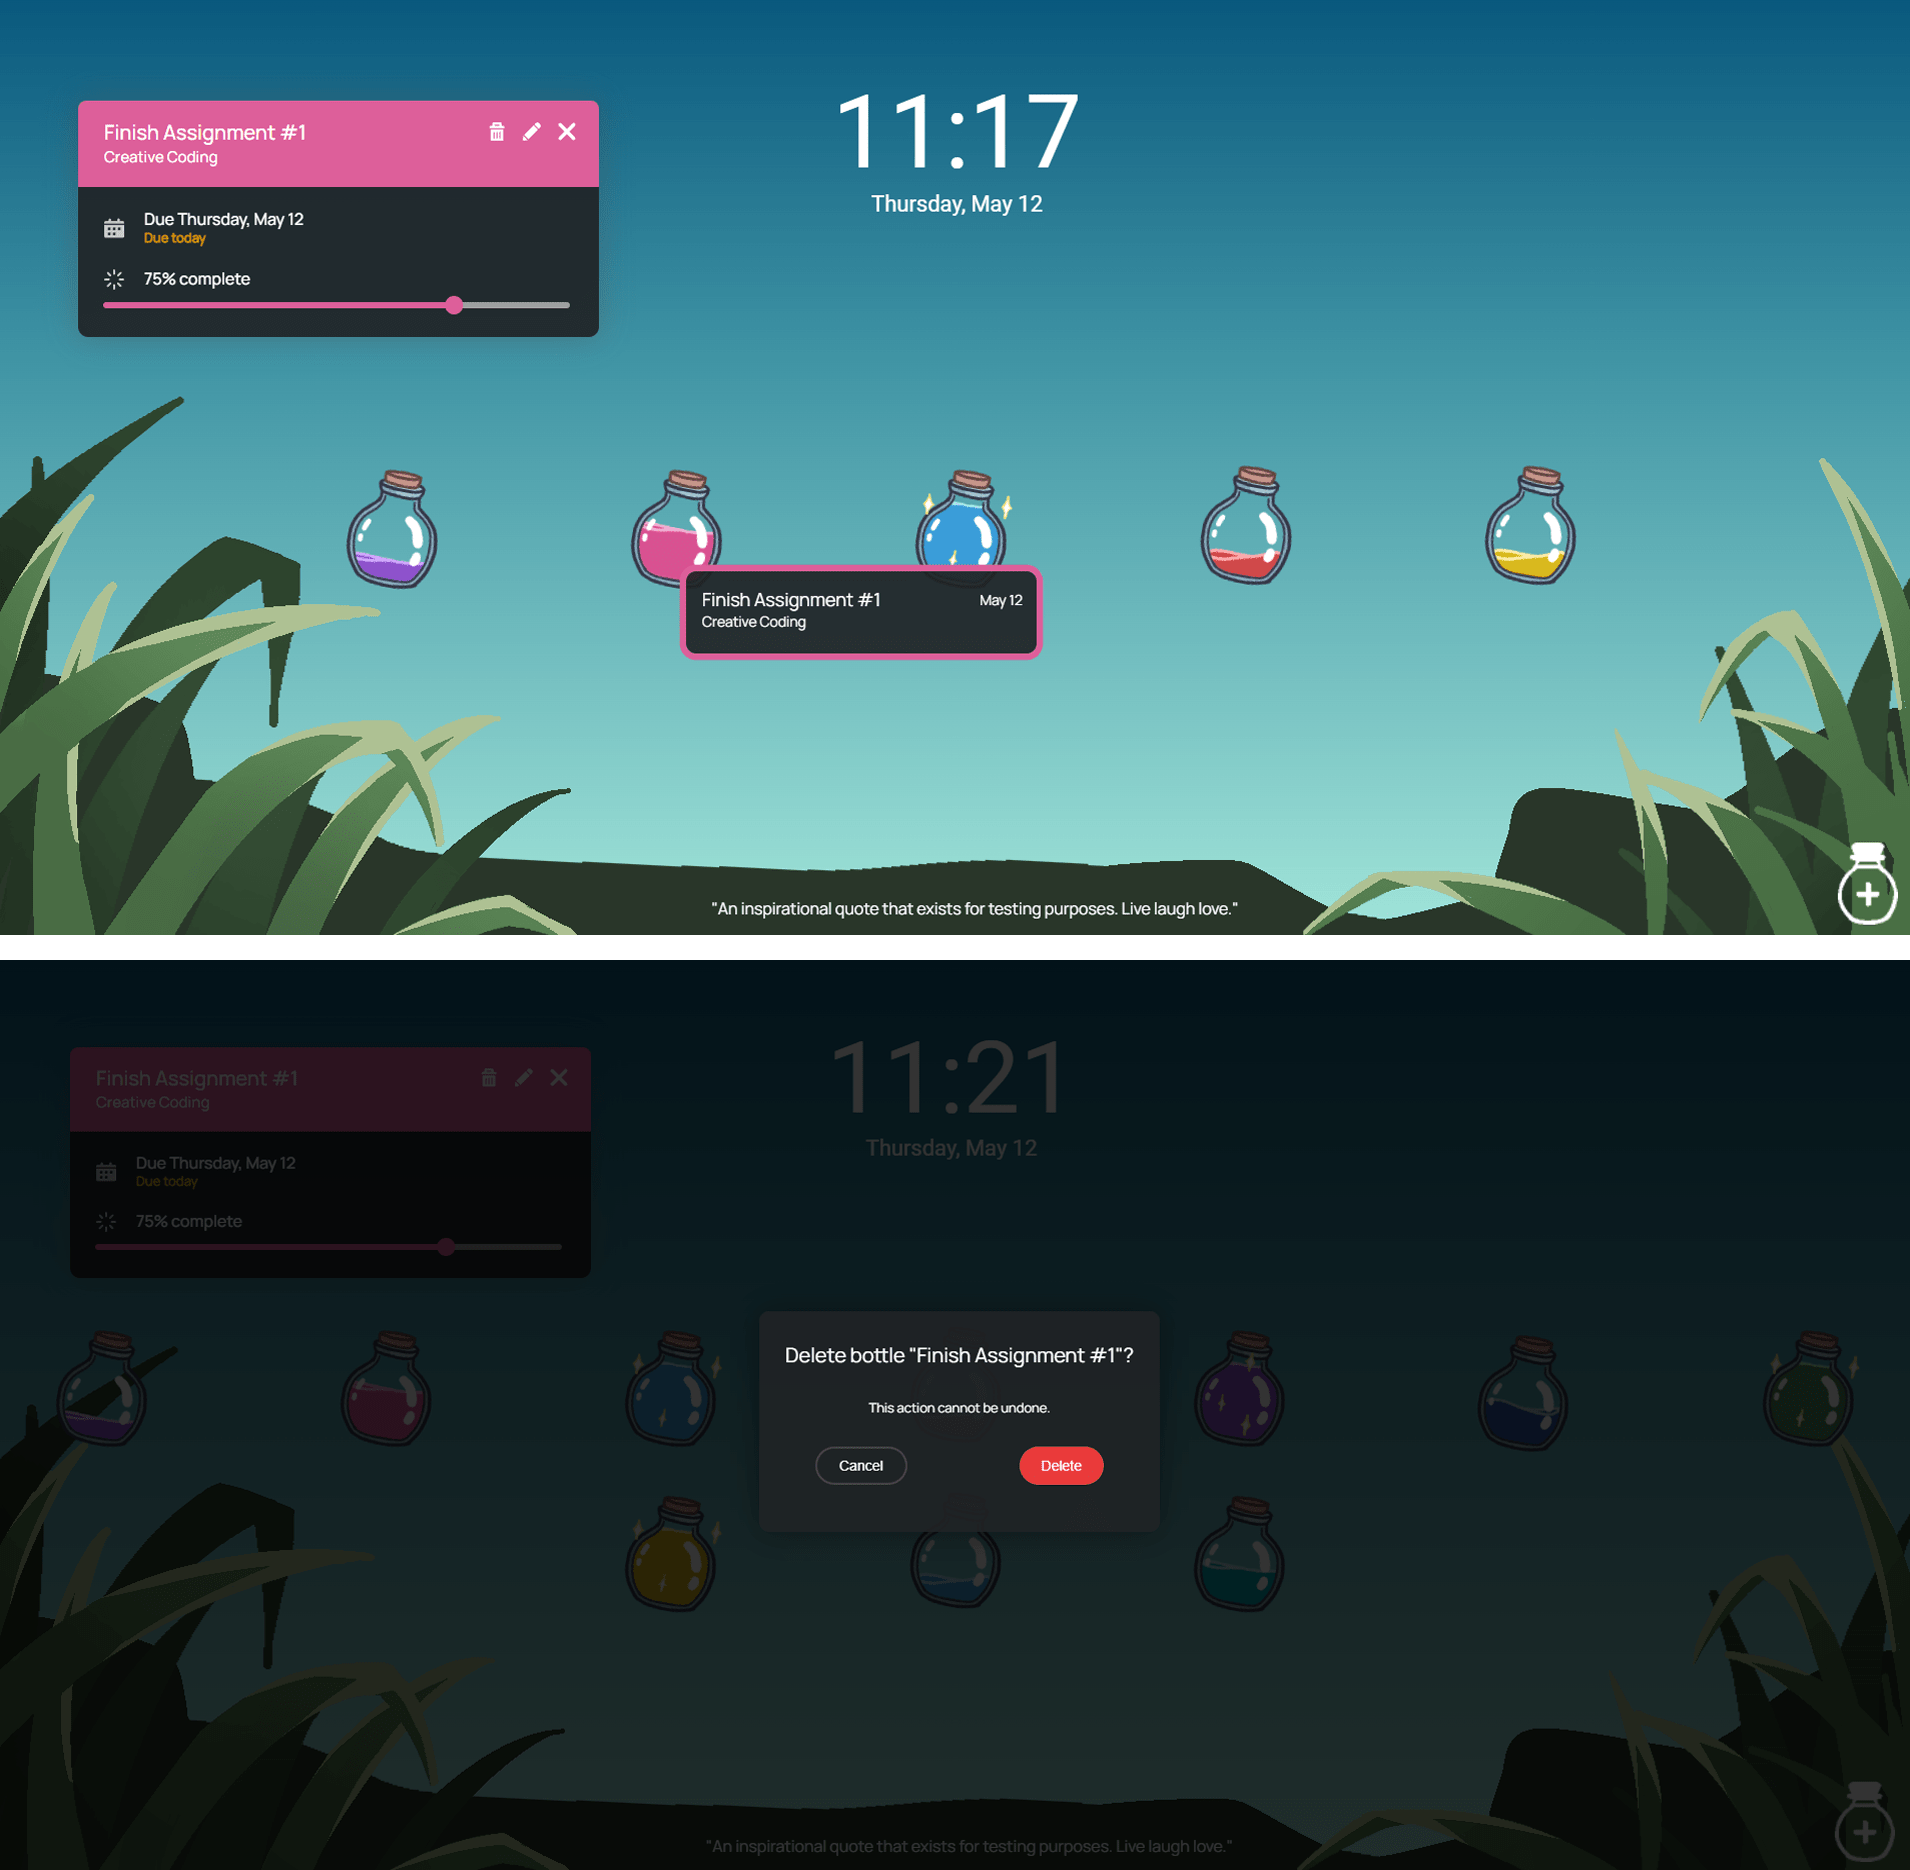 11:17
Thursday, May 12
Finish Assignment #1
Creative Coding
Due Thursday, May 12
Due today
75% complete
Finish Assignment #1 May 12
Creative Coding
"An inspirational quote that exists for testing purposes. Live laugh love."
11:21
Thursday, May 12
Finish Assignment #1
Creative Coding
Due Thursday, May 12
Due today
75% complete
Delete bottle "Finish Assignment #1"?
This action cannot be undone.
Cancel Delete
"An inspirational quote that exists for testing purposes. Live laugh love."